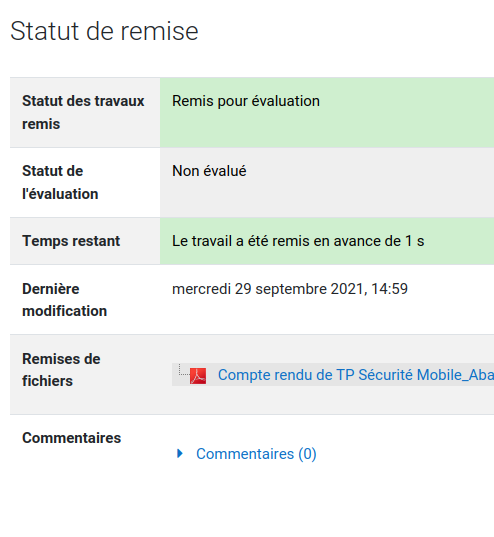 Statut de remise
Statut des travaux
remis
Remis pour évaluation
Statut de
l'évaluation
Non évalué
Temps restant
Le travail a été remis en avance de 1 s
Dernière
modification
mercredi 29 septembre 2021, 14:59
Remises de
fichiers
Compte rendu de TP Sécurité Mobile_Aba
Commentaires
Commentaires (0)